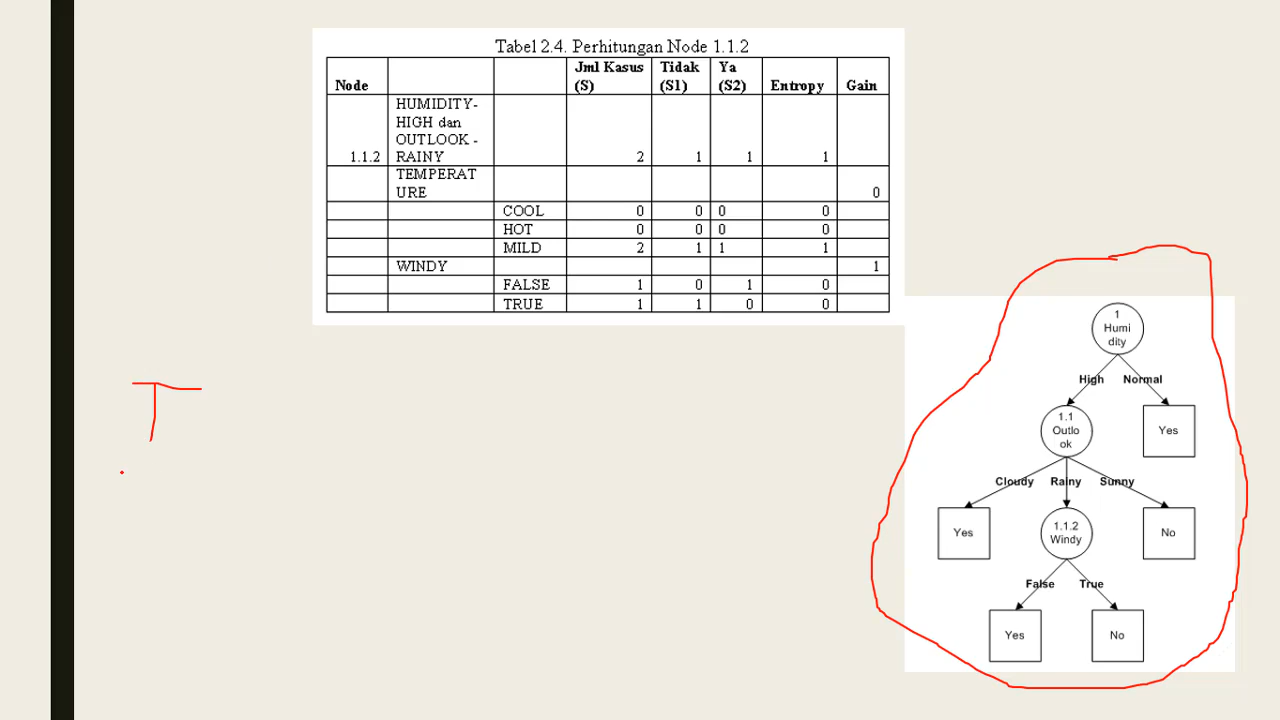 Tabel 2.4. Perhitungan Node 1.1.2
Node Jml Kasus (S) Tidak (S1) Ya (S2) Entropy Gain
1.1.2 HUMIDITY-HIGH dan OUTLOOK - RAINY 2 1 1 1
TEMPERATURE 0
COOL 0 0 0 0
HOT 0 0 0 0
MILD 2 1 1 1
WINDY 1
FALSE 1 0 1 0
TRUE 1 1 0 0
T
1
Humi
dity
High Normal
1.1
Outlo
ok
Yes
Cloudy Rainy Sunny
Yes
1.1.2
Windy
No
False True
Yes No